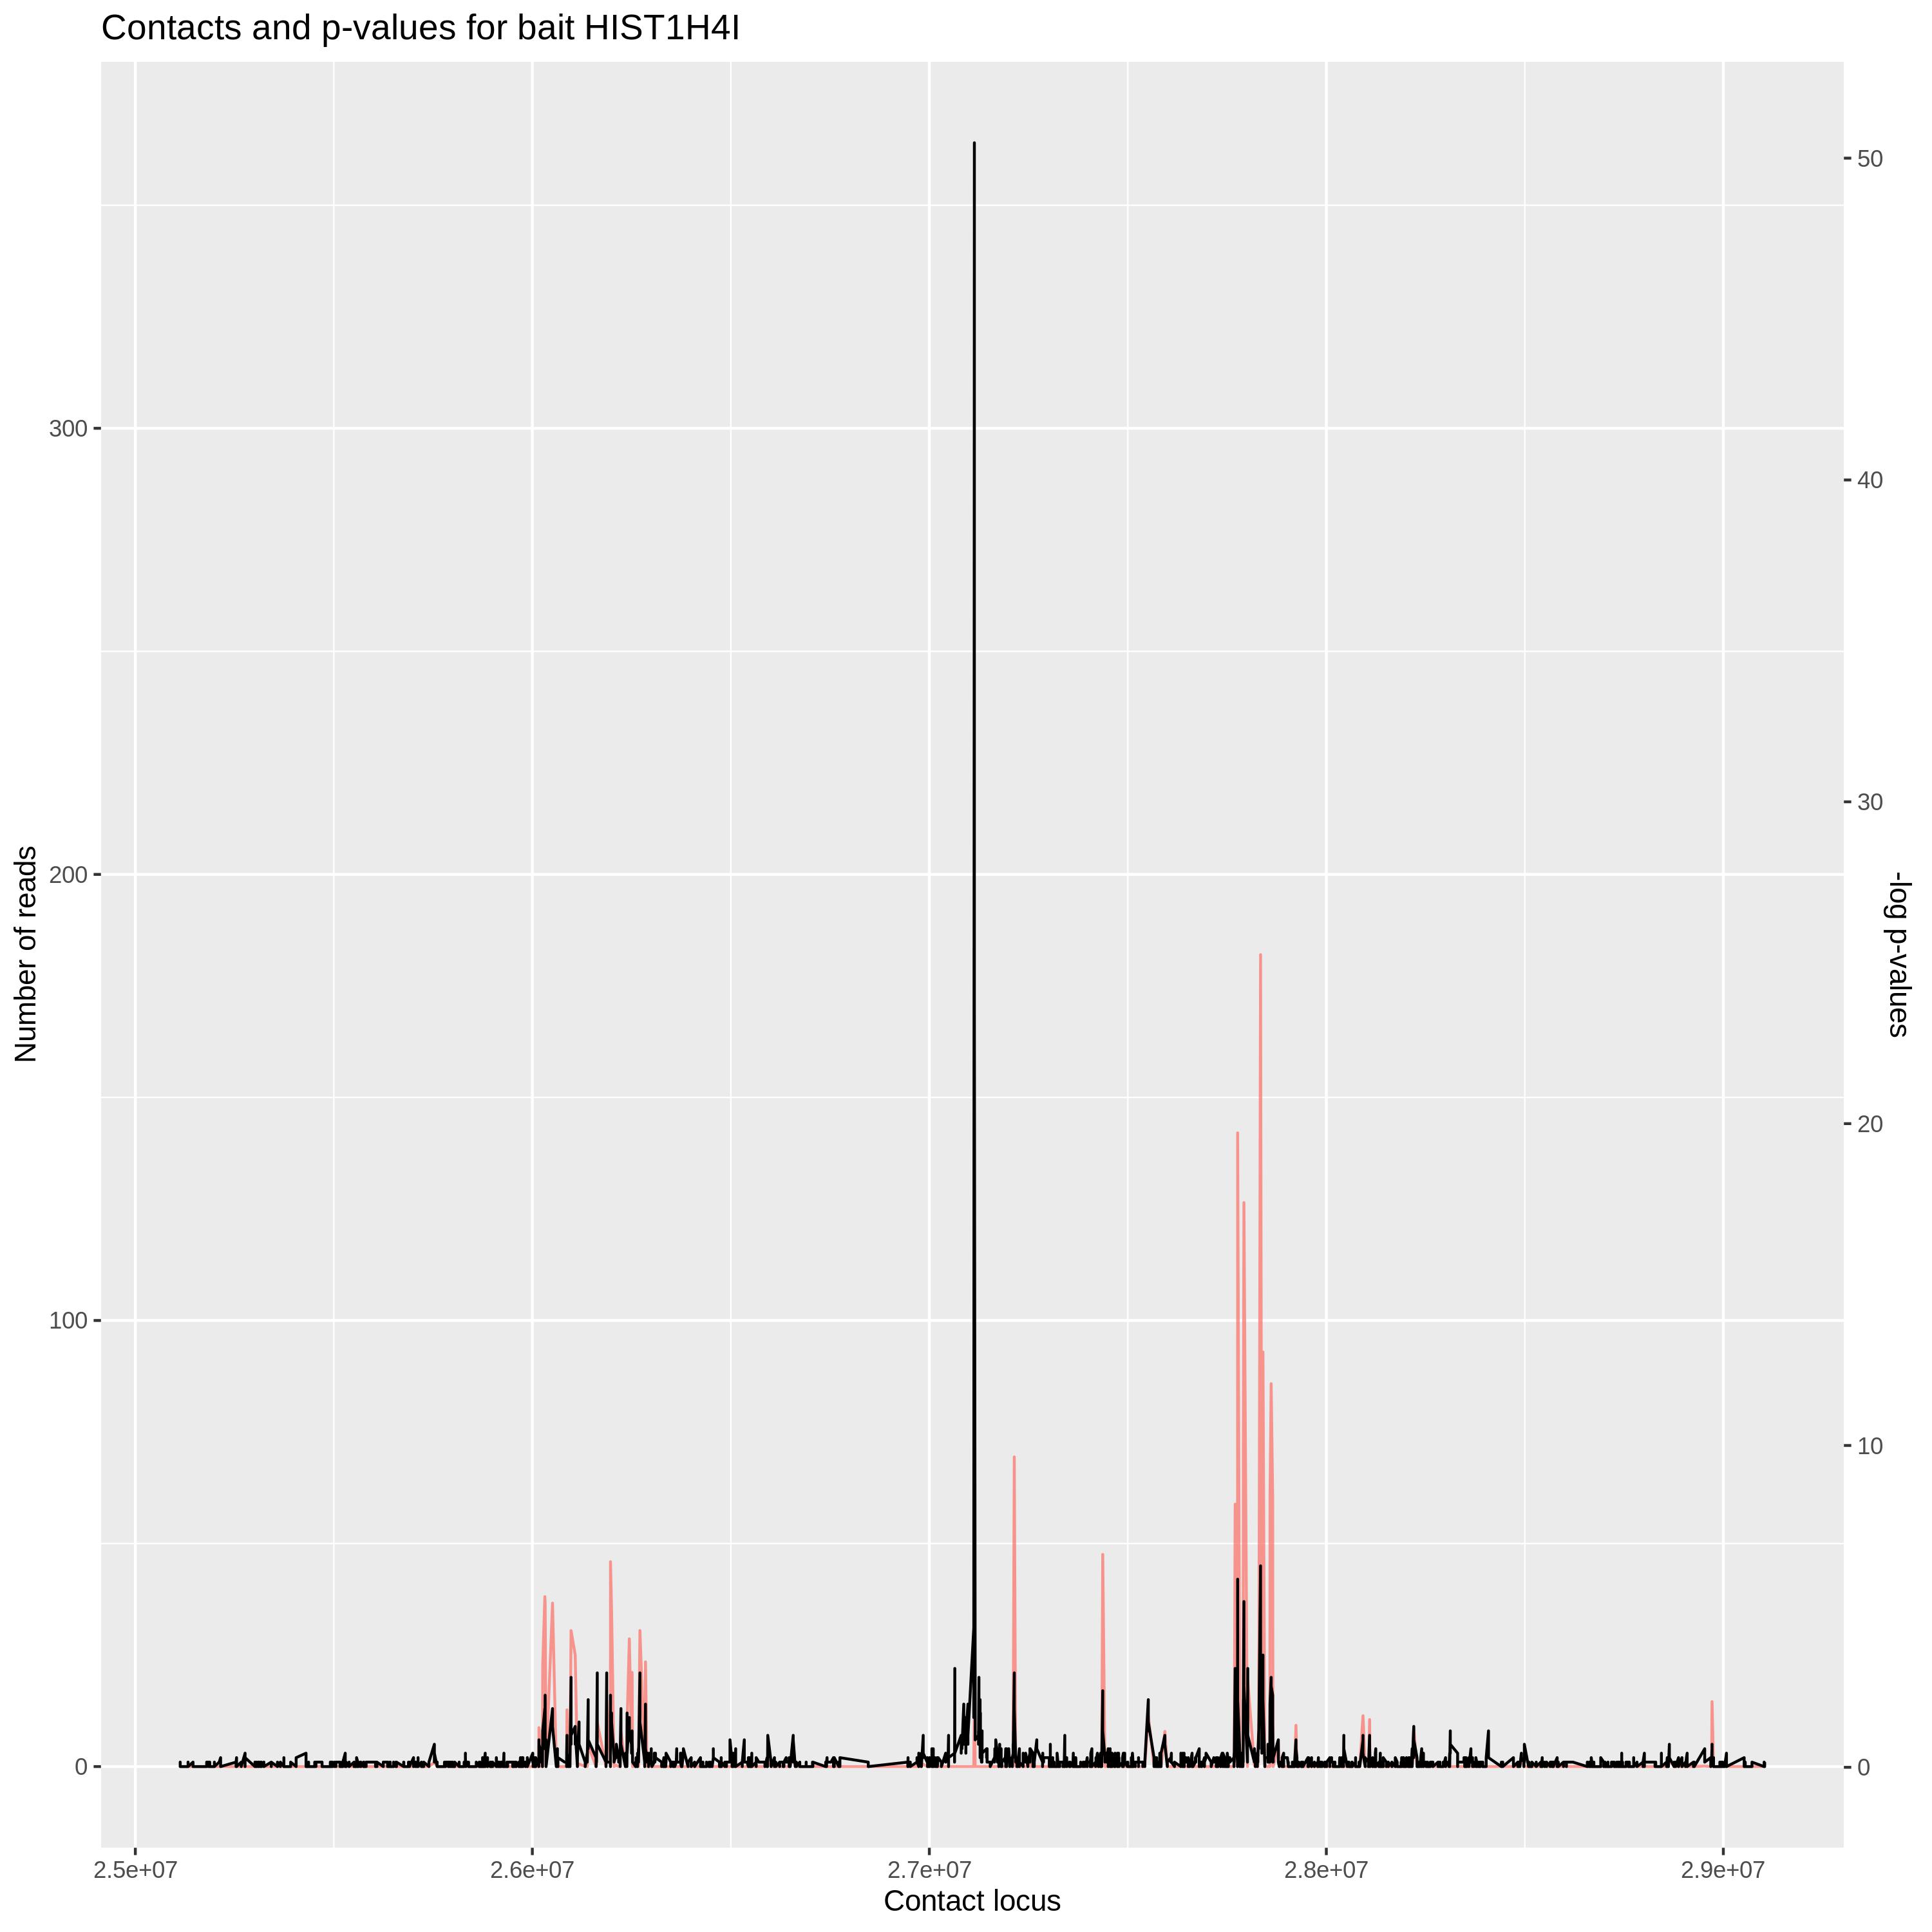 Contacts and p-values for bait HIST1H4I
300
200
100
0
Number of reads
50
40
30
20
10
0
-log p-values
2.5e+07 2.6e+07 2.7e+07 2.8e+07 2.9e+07
Contact locus